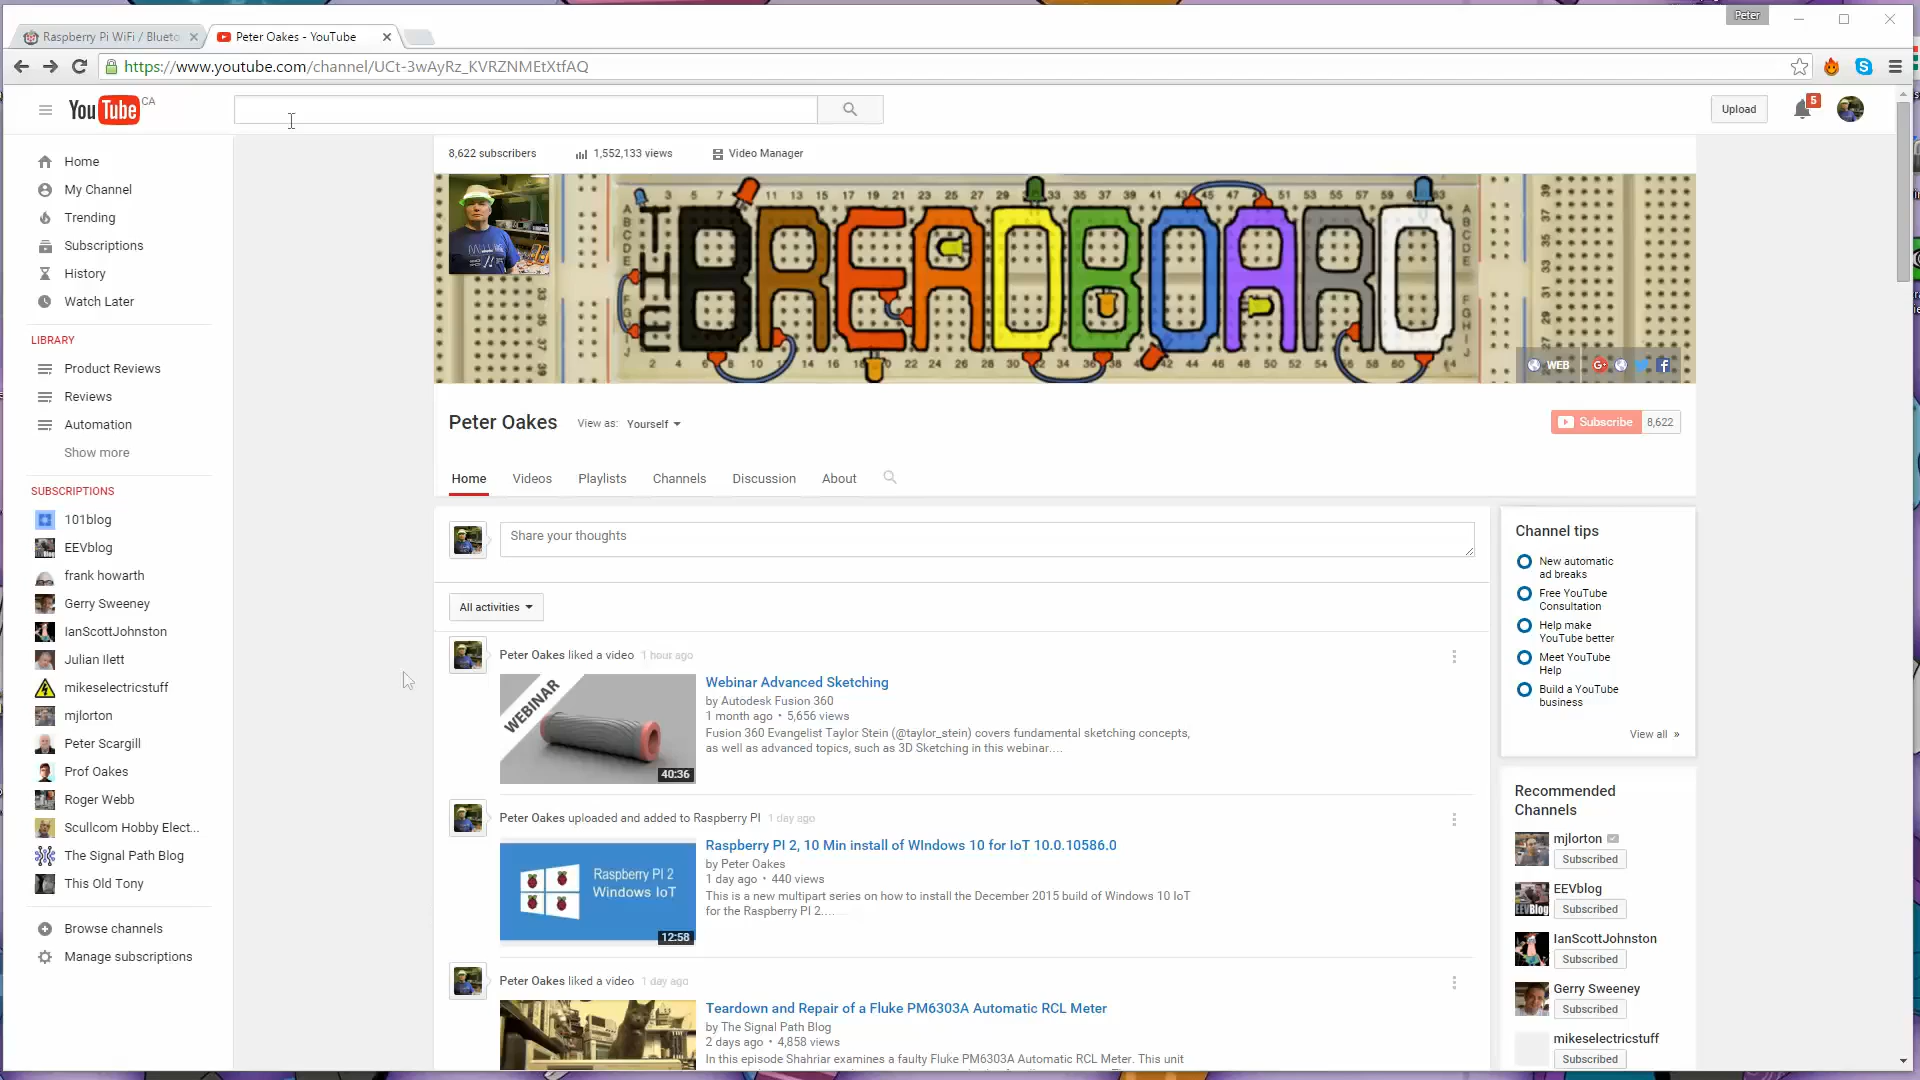 Peter
Raspberry Pi WiFi / Blueto
Peter Oakes - YouTube
https://www.youtube.com/channel/UCt-3wAyRz_KVRZNMEtXtfAQ
YouTube CA
Upload
5
Home
My Channel
Trending
Subscriptions
History
Watch Later
LIBRARY
Product Reviews
Reviews
Automation
Show more
SUBSCRIPTIONS
101blog
EEVblog
frank howarth
Gerry Sweeney
IanScottJohnston
Julian Ilett
mikeselectricstuff
mjlorton
Peter Scargill
Prof Oakes
Roger Webb
Scullcom Hobby Elect...
The Signal Path Blog
This Old Tony
Browse channels
Manage subscriptions
8,622 subscribers
1,552,133 views
Video Manager
THE BREADBOARD
WEB
Peter Oakes
View as: Yourself
Subscribe 8,622
Home
Videos
Playlists
Channels
Discussion
About
Share your thoughts
All activities
Peter Oakes liked a video 1 hour ago
WEBINAR
40:36
Webinar Advanced Sketching
by Autodesk Fusion 360
1 month ago • 5,656 views
Fusion 360 Evangelist Taylor Stein (@taylor_stein) covers fundamental sketching concepts,
as well as advanced topics, such as 3D Sketching in this webinar....
Peter Oakes uploaded and added to Raspberry PI 1 day ago
Raspberry PI 2
Windows IoT
12:58
Raspberry PI 2, 10 Min install of WIndows 10 for IoT 10.0.10586.0
by Peter Oakes
1 day ago • 440 views
This is a new multipart series on how to install the December 2015 build of Windows 10 IoT
for the Raspberry PI 2....
Peter Oakes liked a video 1 day ago
Teardown and Repair of a Fluke PM6303A Automatic RCL Meter
by The Signal Path Blog
2 days ago • 4,858 views
In this episode Shahriar examines a faulty Fluke PM6303A Automatic RCL Meter. This unit
Channel tips
New automatic
ad breaks
Free YouTube
Consultation
Help make
YouTube better
Meet YouTube
Help
Build a YouTube
business
View all »
Recommended
Channels
mjlorton
Subscribed
EEVblog
Subscribed
IanScottJohnston
Subscribed
Gerry Sweeney
Subscribed
mikeselectricstuff
Subscribed